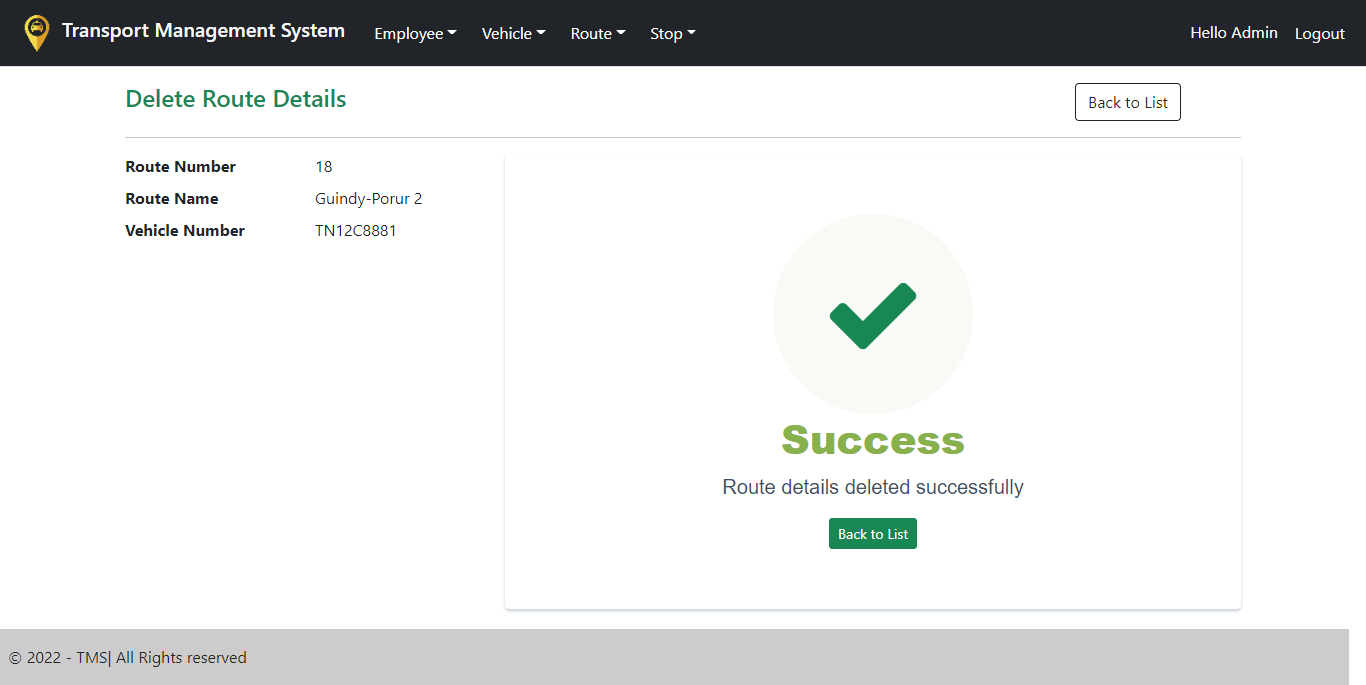 Transport Management System Employee Vehicle Route Stop Hello Admin Logout
Delete Route Details Back to List
Route Number 18
Route Name Guindy-Porur 2
Vehicle Number TN12C8881
Success
Route details deleted successfully
Back to List
© 2022 - TMS| All Rights reserved